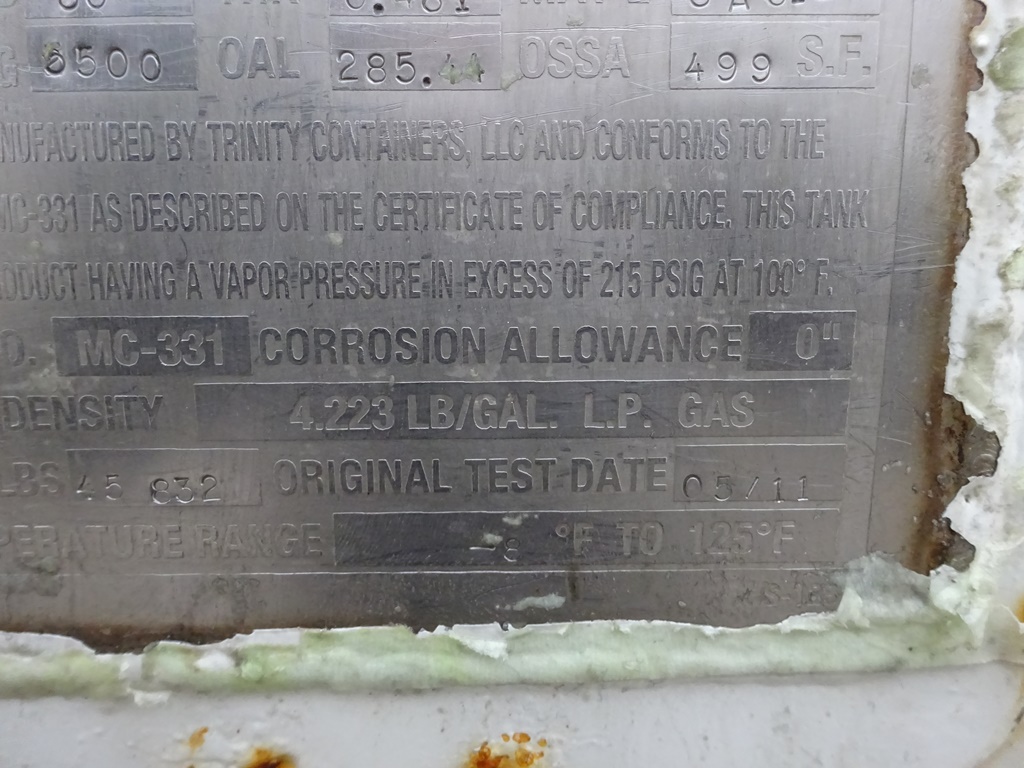 6500 OAL 285.44 OSSA 499 S.F.
NUFACTURED BY TRINITY CONTAINERS, LLC AND CONFORMS TO THE
MC-331 AS DESCRIBED ON THE CERTIFICATE OF COMPLIANCE. THIS TANK
ODUCT HAVING A VAPOR PRESSURE IN EXCESS OF 215 PSIG AT 100° F.
O. MC-331 CORROSION ALLOWANCE 0"
DENSITY 4.223 LB/GAL. L.P. GAS
LBS 45 832 ORIGINAL TEST DATE 05/11
PERATURE RANGE °F TO 125°F